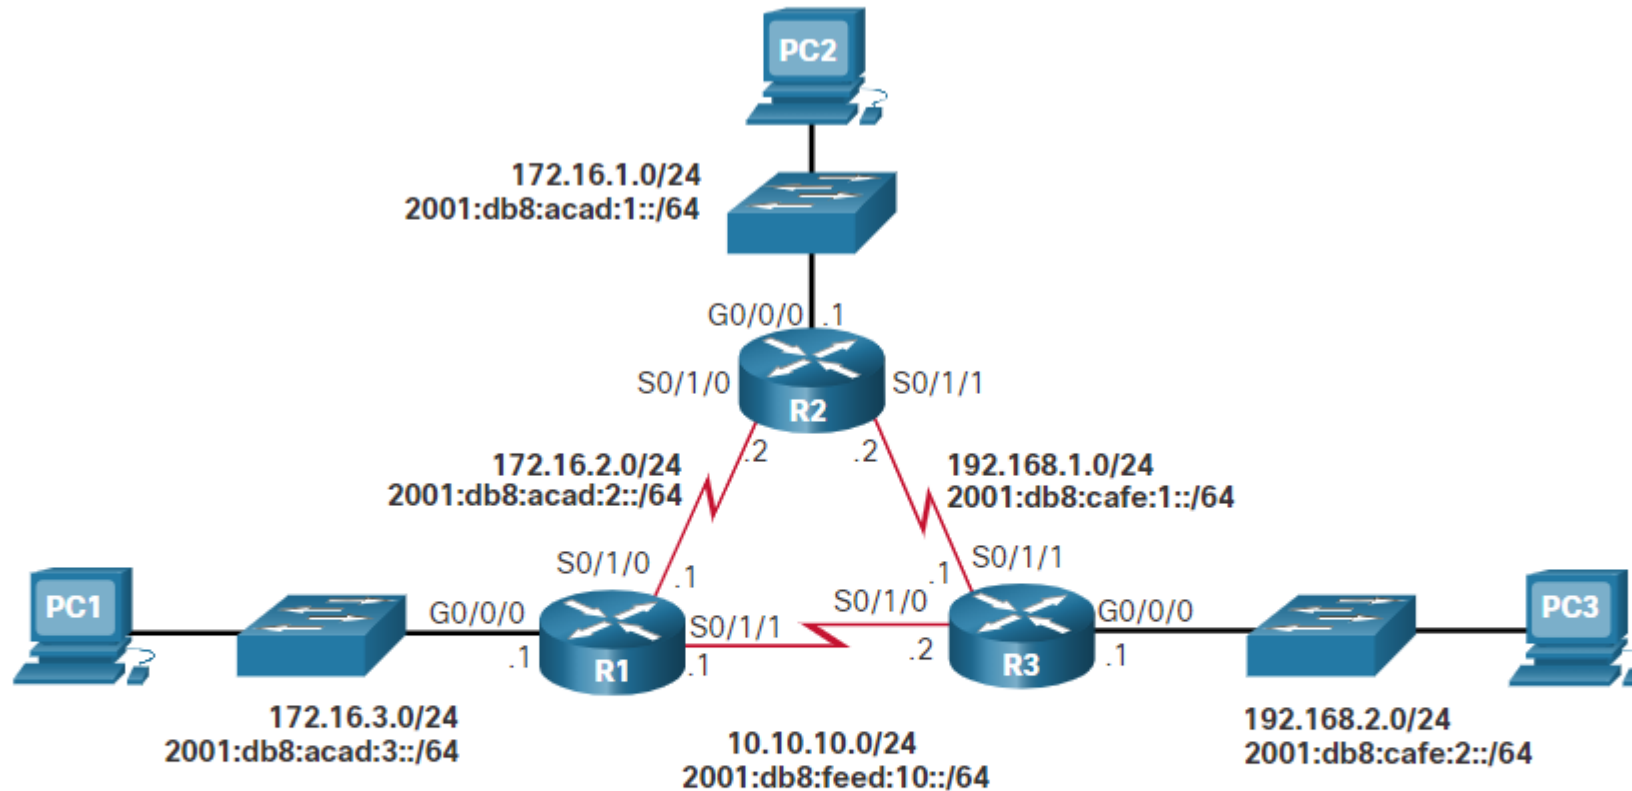 PC2
172.16.1.0/24
2001:db8:acad:1::/64
G0/0/0 .1
S0/1/0
S0/1/1
R2
.2
.2
172.16.2.0/24
2001:db8:acad:2::/64
192.168.1.0/24
2001:db8:cafe:1::/64
S0/1/0
.1
S0/1/1
.1
PC1
G0/0/0
.1
R1
S0/1/1
.1
S0/1/0
.2
R3
G0/0/0
.1
PC3
172.16.3.0/24
2001:db8:acad:3::/64
10.10.10.0/24
2001:db8:feed:10::/64
192.168.2.0/24
2001:db8:cafe:2::/64